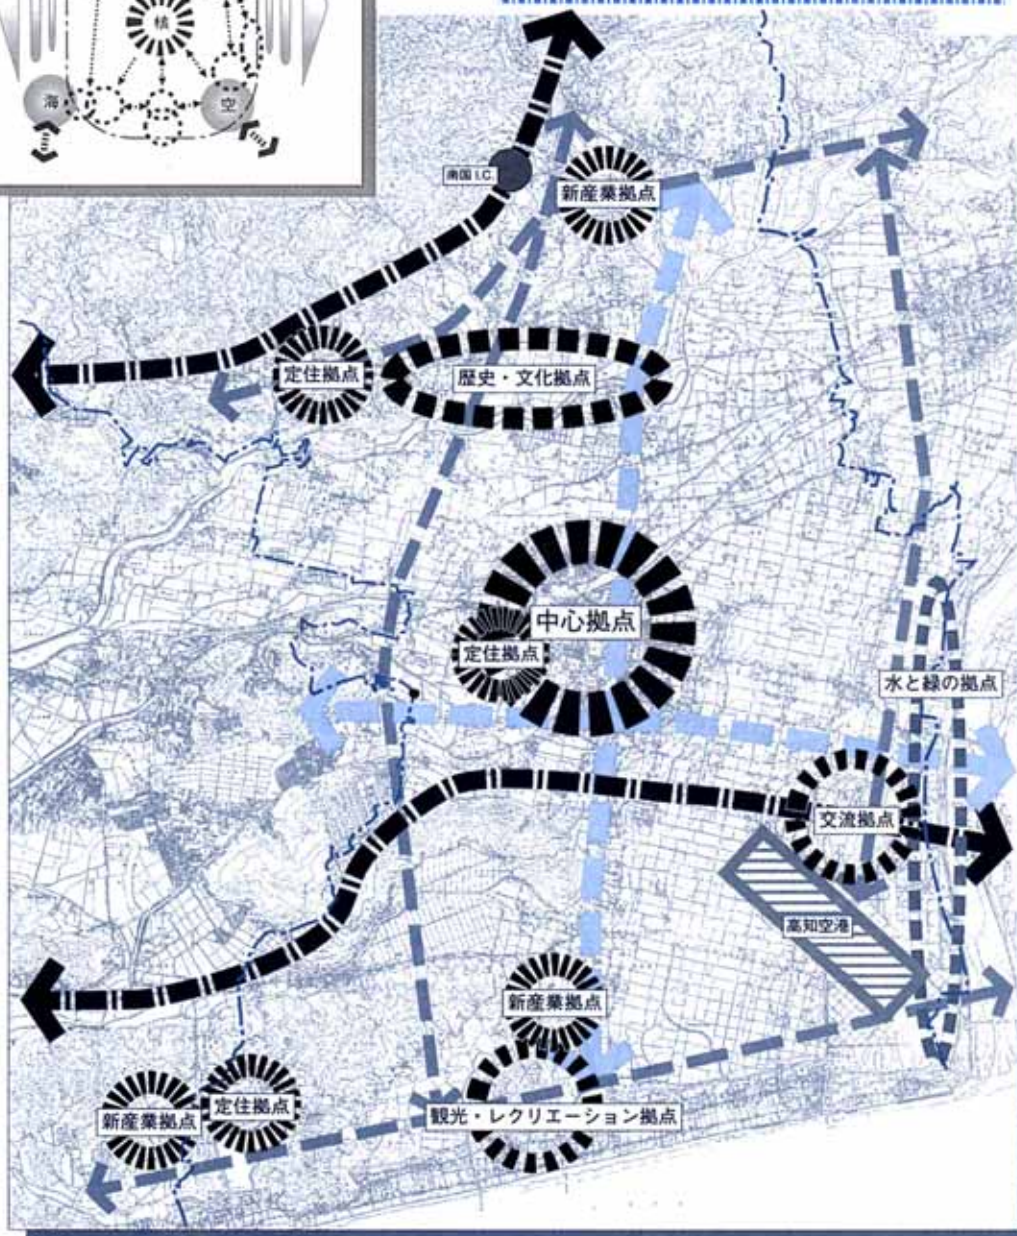 横
海
空
南国I.C.
新産業拠点
定住拠点
歴史・文化拠点
中心拠点
定住拠点
水と緑の拠点
交流拠点
高知空港
新産業拠点
新産業拠点
定住拠点
観光・レクリエーション拠点